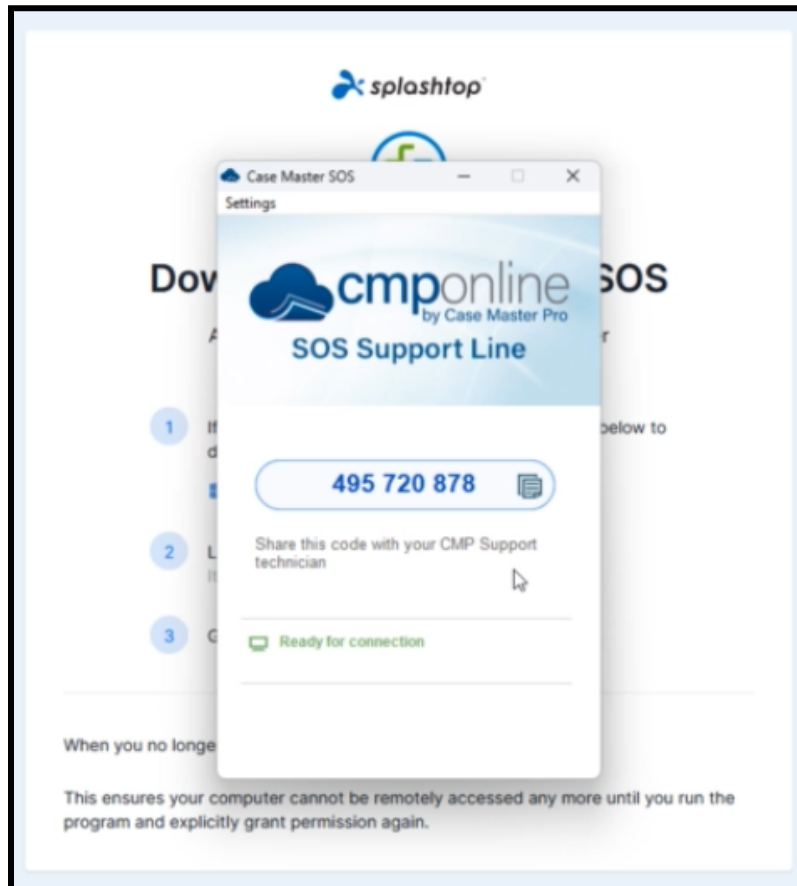 splashtop
Case Master SOS
Settings
cmponline
by Case Master Pro
SOS Support Line
Dow
SOS
r
1
If
below to
d
495 720 878
Share this code with your CMP Support
technician
2
L
It
3
G
Ready for connection
When you no longe
This ensures your computer cannot be remotely accessed any more until you run the
program and explicitly grant permission again.